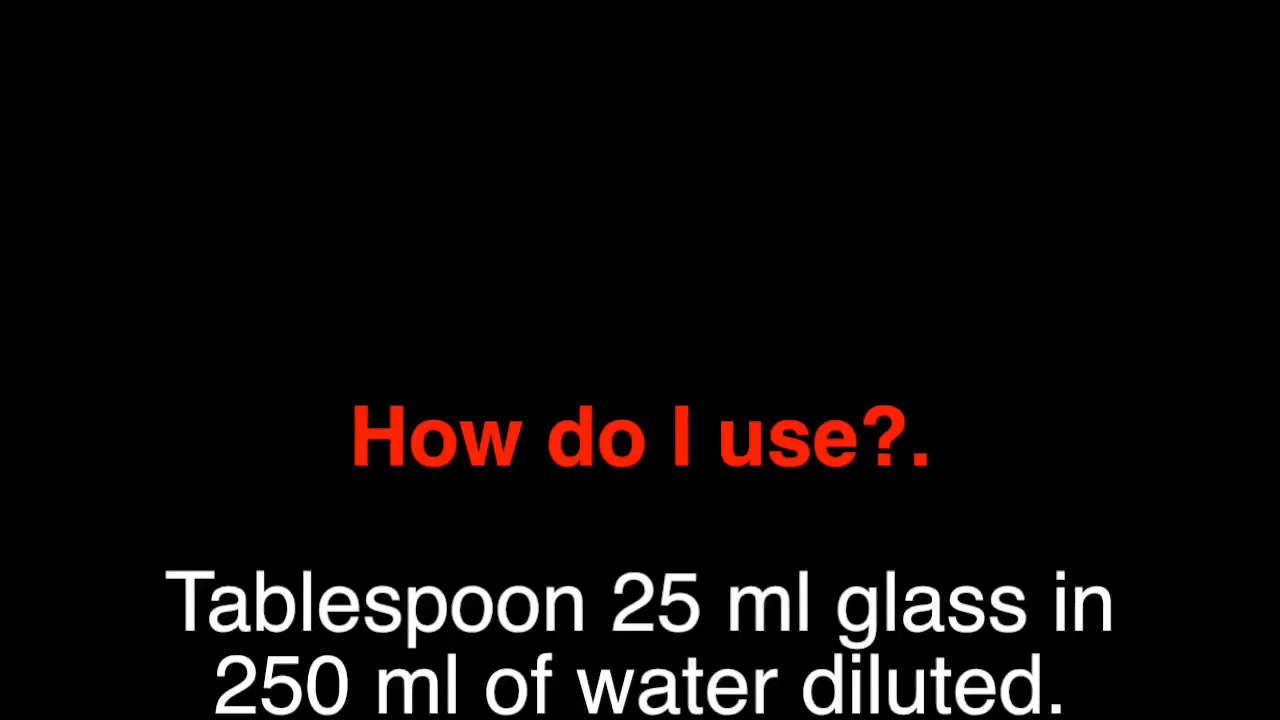 How do I use?.
Tablespoon 25 ml glass in
250 ml of water diluted.